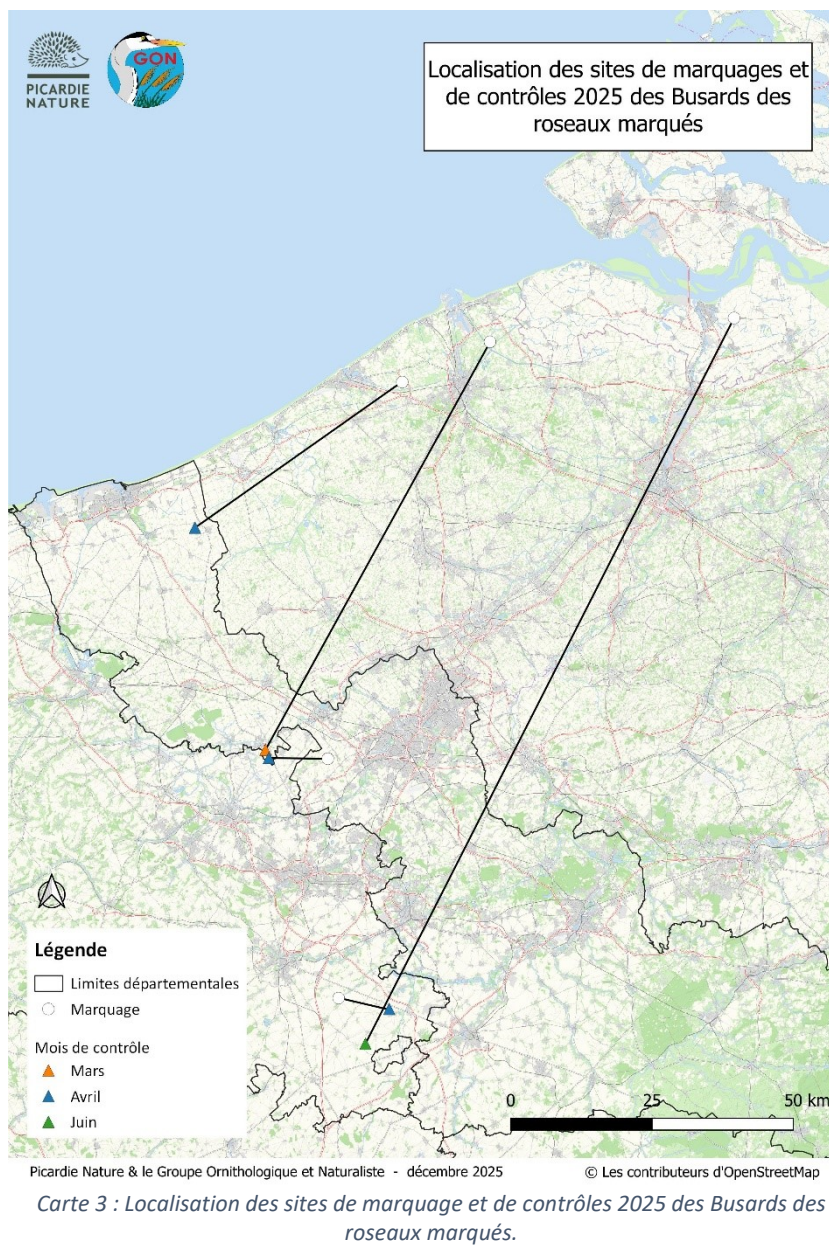 PICARDIE
NATURE
GON
Localisation des sites de marquages et
de contrôles 2025 des Busards des
roseaux marqués
Légende
Limites départementales
Marquage
Mois de contrôle
Mars
Avril
Juin
0 25 50 km
Picardie Nature & le Groupe Ornithologique et Naturaliste - décembre 2025
© Les contributeurs d'OpenStreetMap
Carte 3 : Localisation des sites de marquage et de contrôles 2025 des Busards des
roseaux marqués.